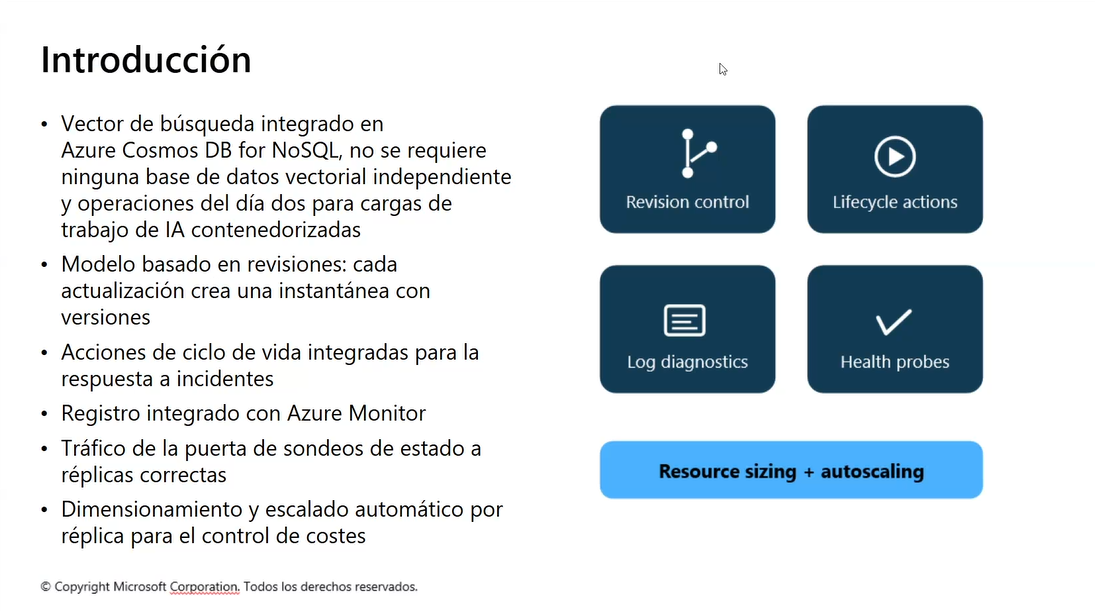 Introducción
• Vector de búsqueda integrado en
Azure Cosmos DB for NoSQL, no se requiere
ninguna base de datos vectorial independiente
y operaciones del día dos para cargas de
trabajo de IA contenedorizadas
• Modelo basado en revisiones: cada
actualización crea una instantánea con
versiones
• Acciones de ciclo de vida integradas para la
respuesta a incidentes
• Registro integrado con Azure Monitor
• Tráfico de la puerta de sondeos de estado a
réplicas correctas
• Dimensionamiento y escalado automático por
réplica para el control de costes
Revision control
Lifecycle actions
Log diagnostics
Health probes
Resource sizing + autoscaling
© Copyright Microsoft Corporation. Todos los derechos reservados.